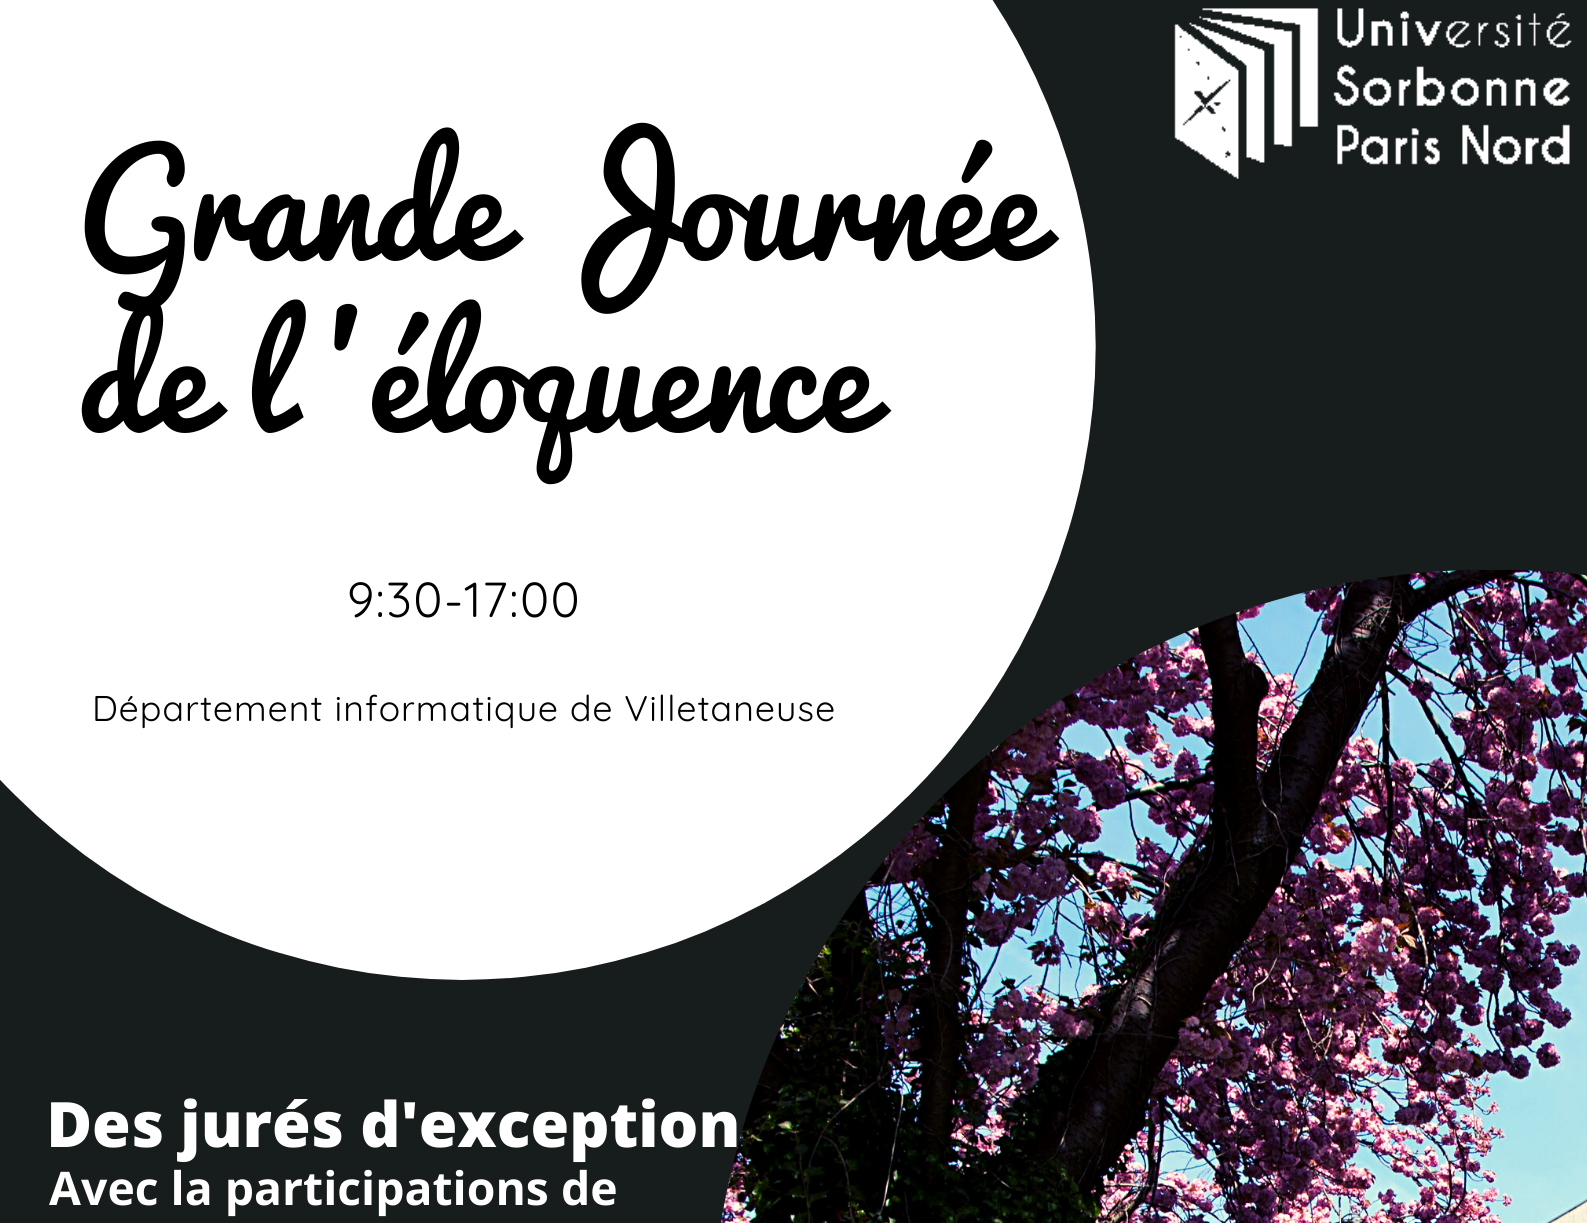 Université
Sorbonne
Paris Nord
Grande Journée
de l'éloquence
9:30-17:00
Département informatique de Villetaneuse
Des jurés d'exception
Avec la participations de